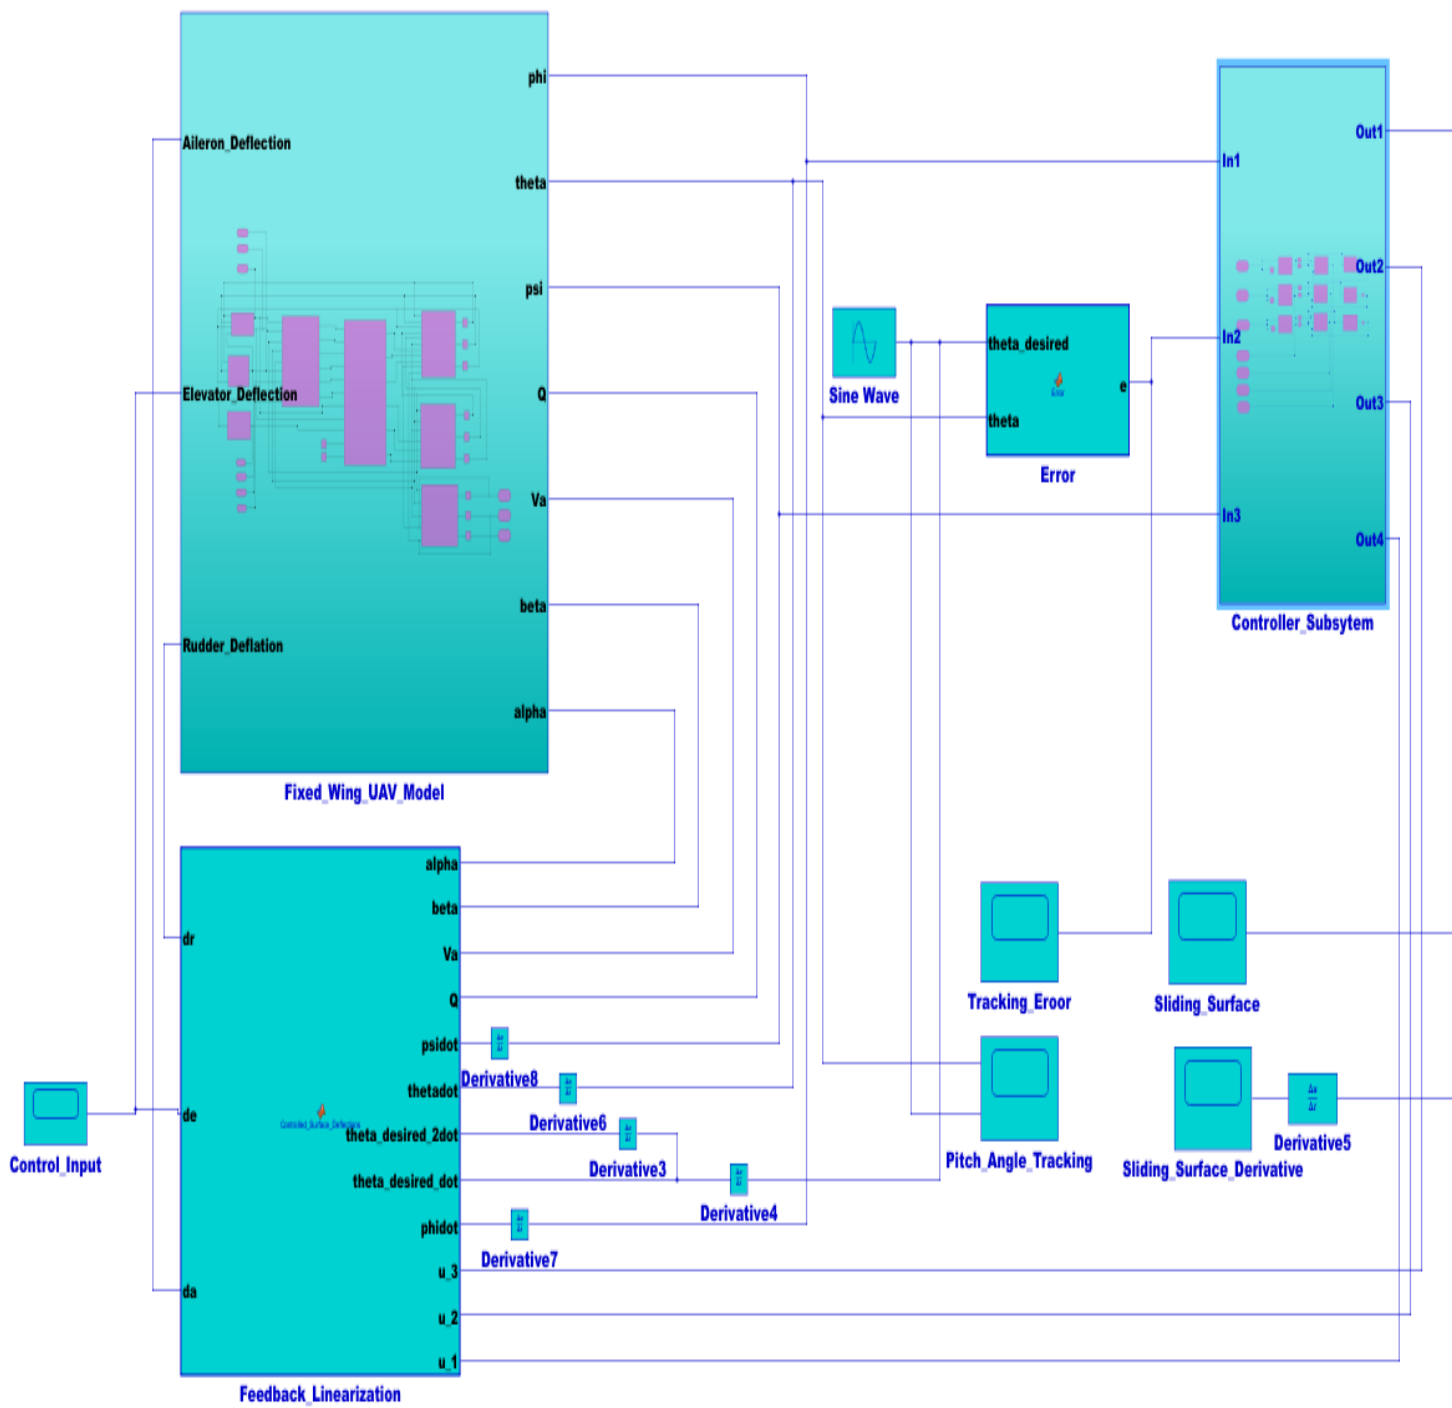 phi
Aileron_Deflection
theta
psi
Elevator_Deflection
Q
Va
beta
Rudder_Deflation
alpha
Fixed_Wing_UAV_Model
Sine Wave
theta_desired
e
theta
Error
Out1
In1
Out2
In2
Out3
In3
Out4
Controller_Subsytem
alpha
beta
dr
Va
Q
psidot
Derivative8
thetadot
Derivative6
de
Controlled_Surface_Deflections
theta_desired_2dot
Derivative3
theta_desired_dot
Derivative4
phidot
Derivative7
u_3
da
u_2
u_1
Feedback_Linearization
Control_Input
Tracking_Eroor
Sliding_Surface
Pitch_Angle_Tracking
Sliding_Surface_Derivative
Derivative5